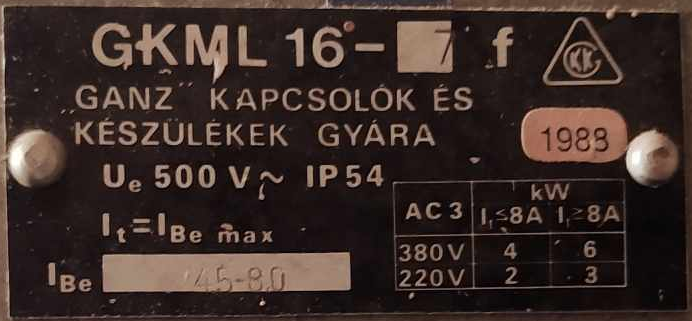 GKML 16-7 f
KK
„GANZ” KAPCSOLÓK ÉS
KÉSZÜLÉKEK GYÁRA
1988
Ue 500 V ~ IP54
It=IBe max
IBe 4,5-8,0
kW
AC 3 It≤8A It≥8A
380V 4 6
220V 2 3